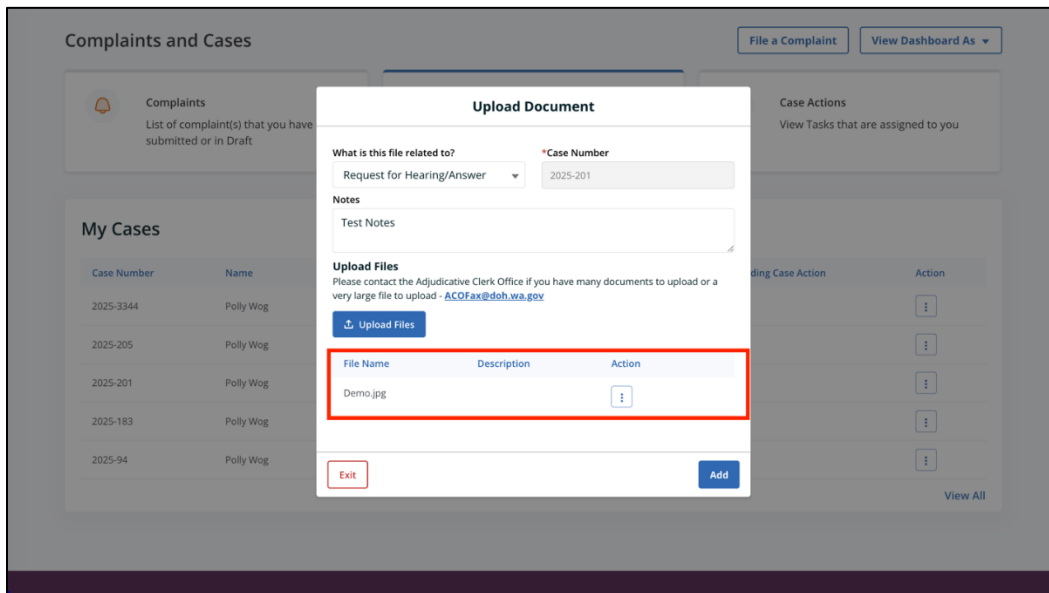 Complaints and Cases
File a Complaint
View Dashboard As
Complaints
List of complaint(s) that you have
submitted or in Draft
Case Actions
View Tasks that are assigned to you
Upload Document
What is this file related to?
*Case Number
Request for Hearing/Answer
2025-201
Notes
Test Notes
Upload Files
Please contact the Adjudicative Clerk Office if you have many documents to upload or a
very large file to upload - ACOFax@doh.wa.gov
Upload Files
File Name Description Action
Demo.jpg
Exit
Add
My Cases
Case Number Name ding Case Action Action
2025-3344 Polly Wog
2025-205 Polly Wog
2025-201 Polly Wog
2025-183 Polly Wog
2025-94 Polly Wog
View All